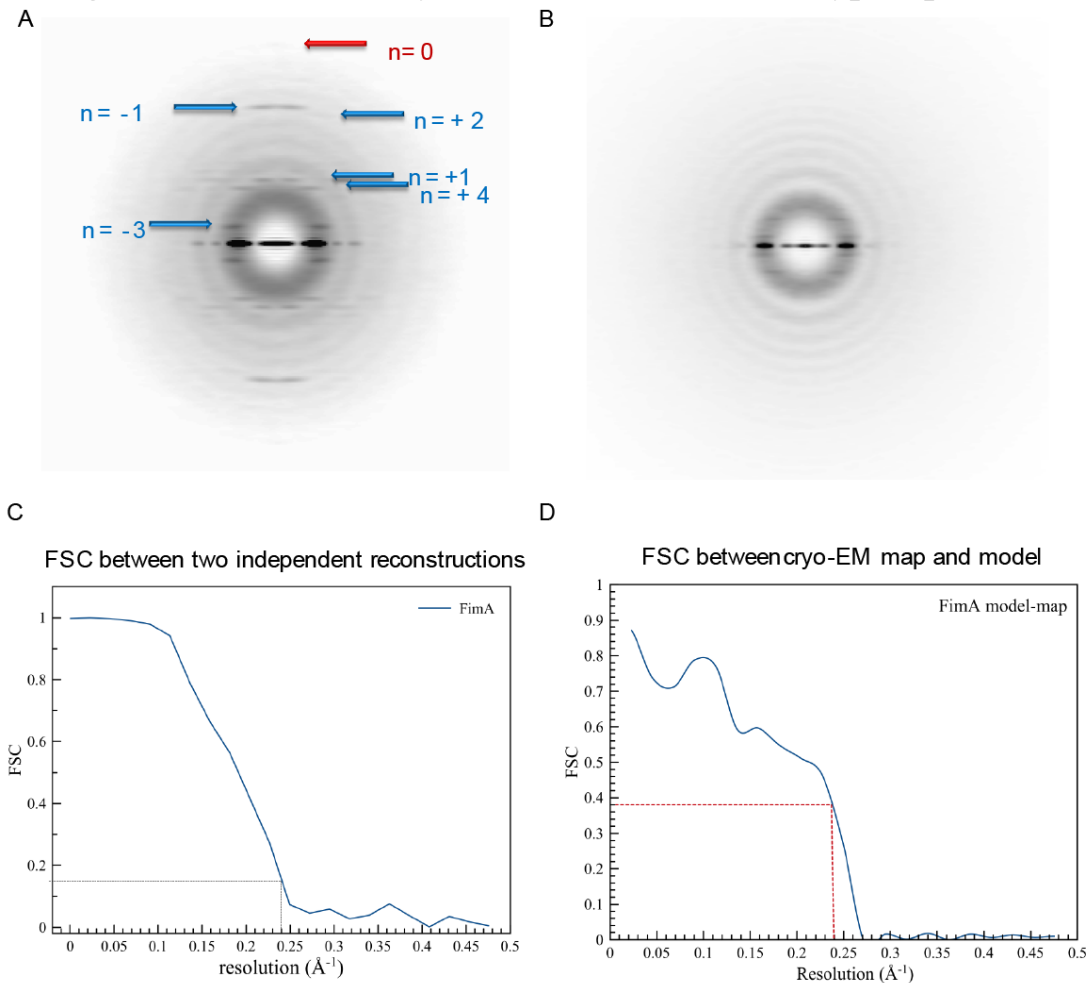 A
B
n= 0
n = -1
n = + 2
n = +1
n = + 4
n = -3
C
D
FSC between two independent reconstructions
FSC between cryo-EM map and model
FimA
1
0.8
0.6
0.4
0.2
0
FSC
0 0.05 0.1 0.15 0.2 0.25 0.3 0.35 0.4 0.45 0.5
resolution (Å-1)
FimA model-map
1
0.9
0.8
0.7
0.6
0.5
0.4
0.3
0.2
0.1
0
FSC
0 0.05 0.1 0.15 0.2 0.25 0.3 0.35 0.4 0.45 0.5
Resolution (Å-1)